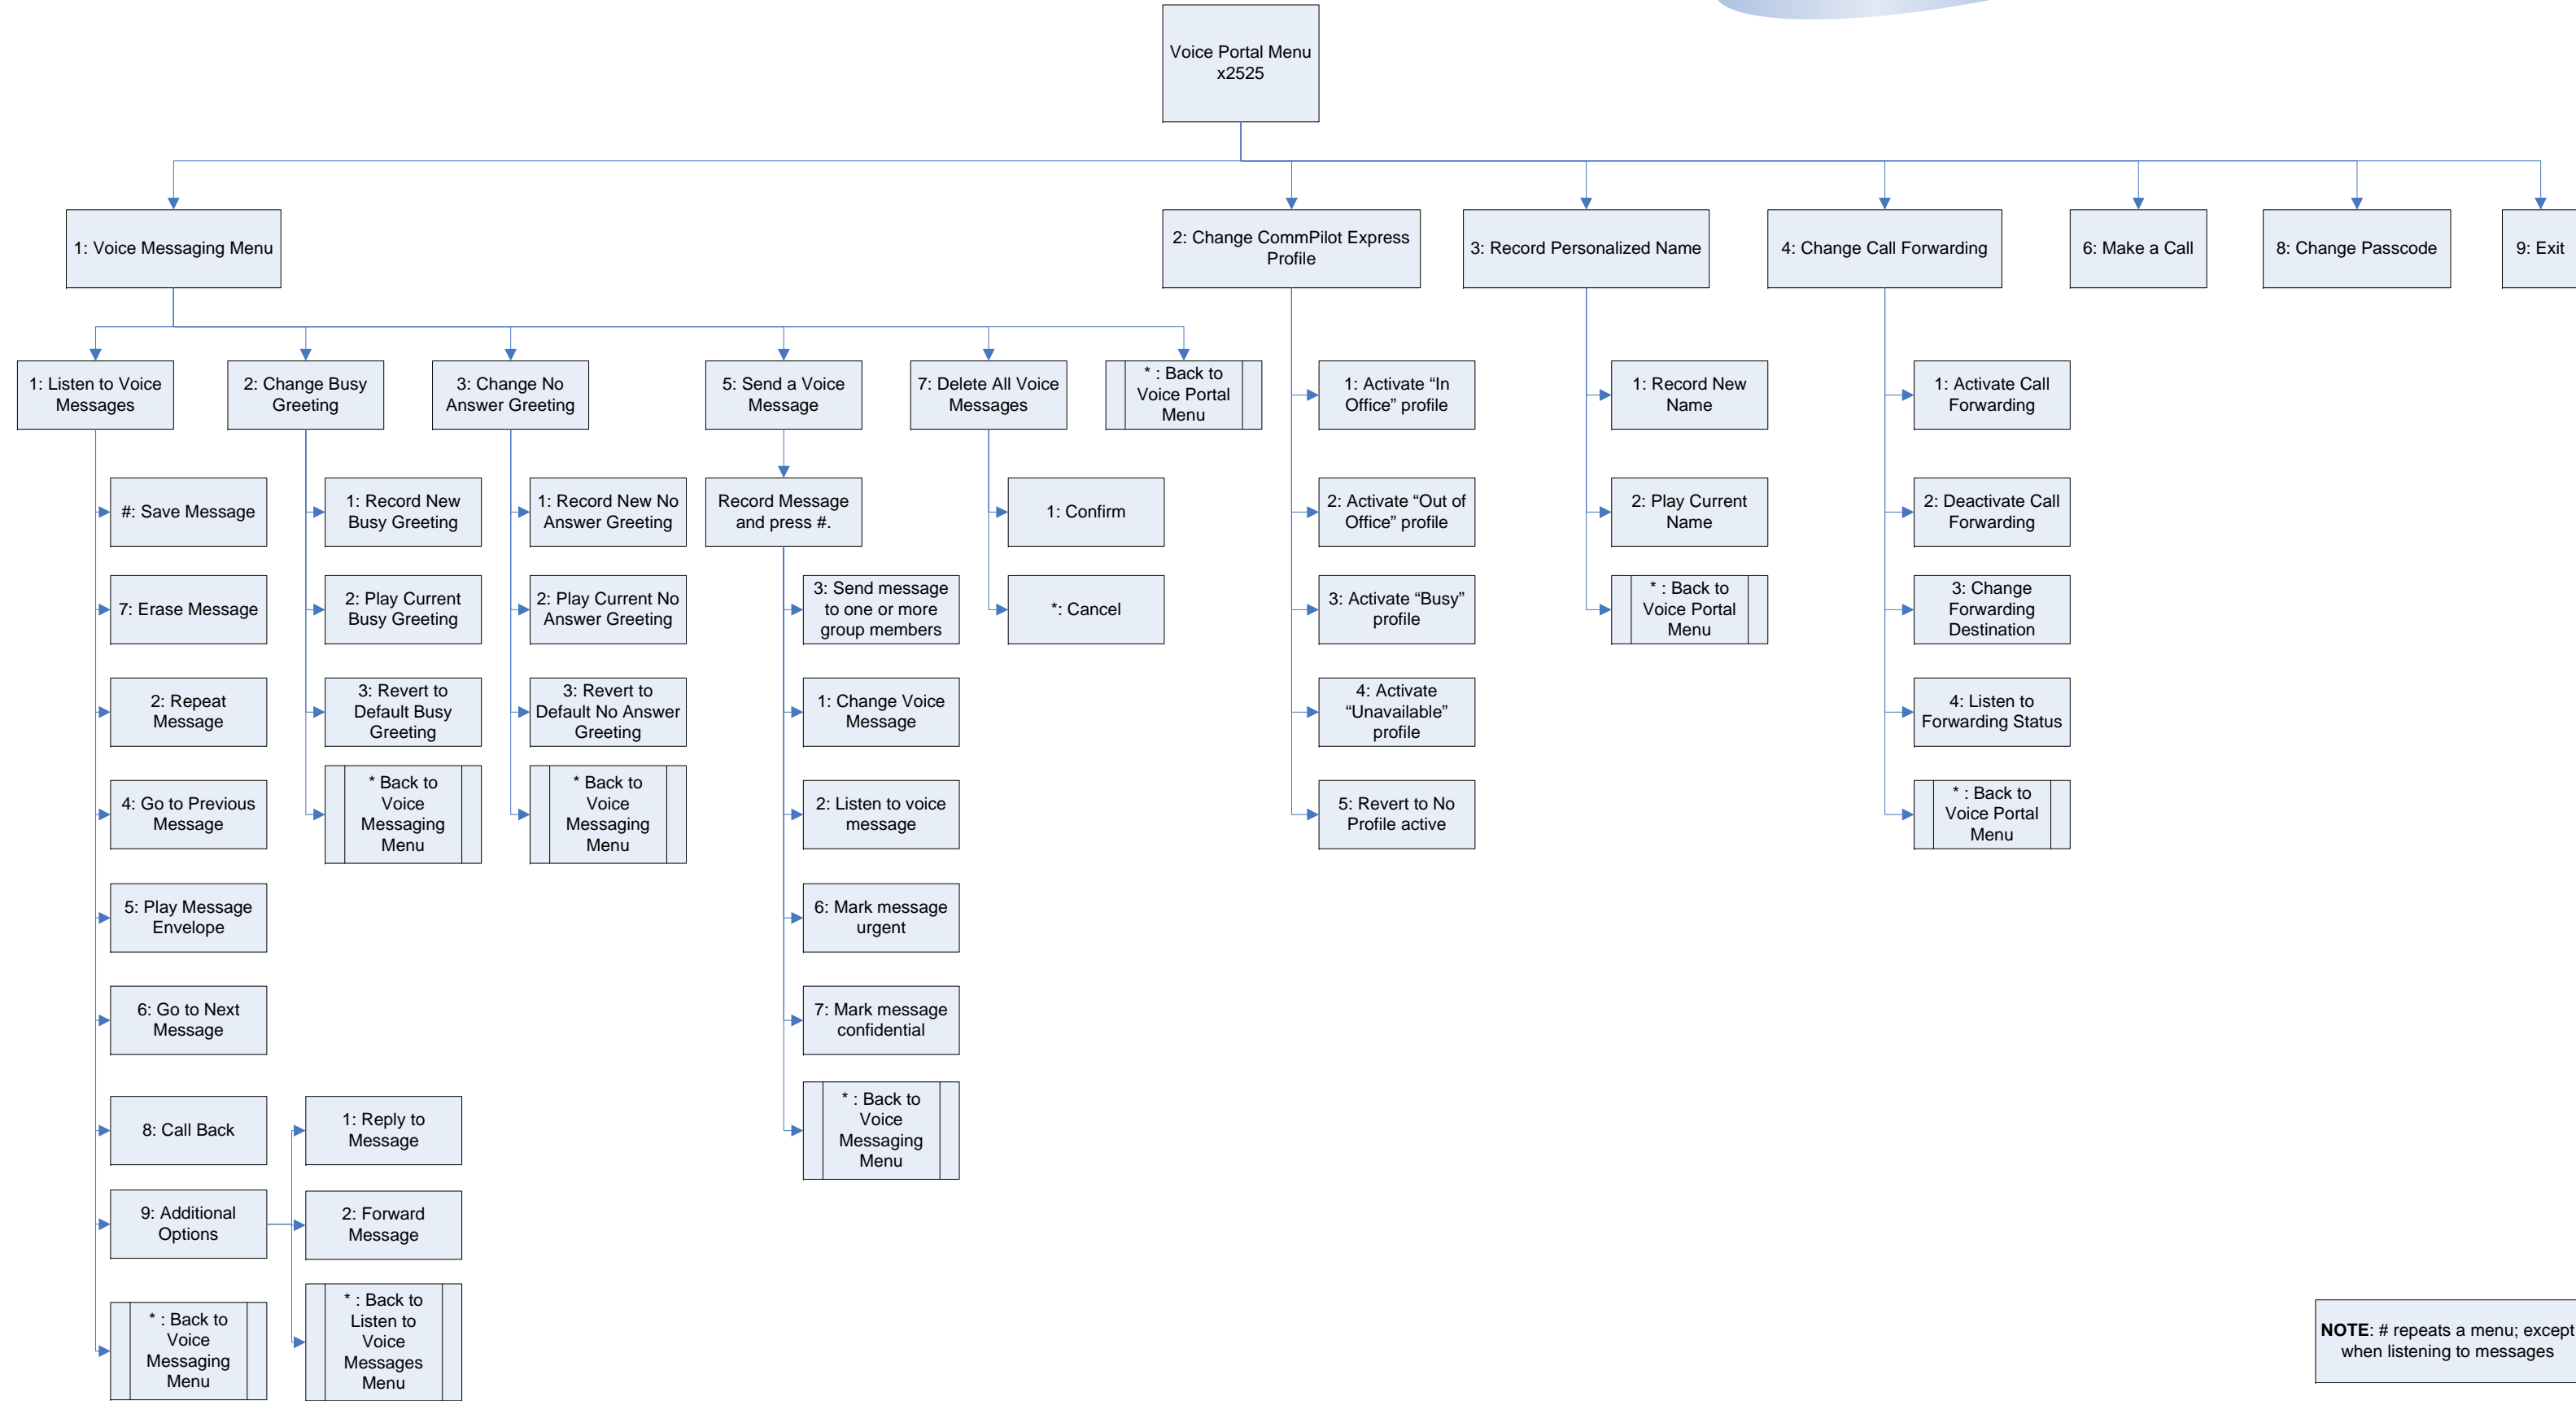 Voice Portal Menu
x2525
1: Voice Messaging Menu
2: Change CommPilot Express
Profile
3: Record Personalized Name
4: Change Call Forwarding
6: Make a Call
8: Change Passcode
9: Exit
1: Listen to Voice
Messages
2: Change Busy
Greeting
3: Change No
Answer Greeting
5: Send a Voice
Message
7: Delete All Voice
Messages
* : Back to
Voice Portal
Menu
#: Save Message
7: Erase Message
2: Repeat
Message
4: Go to Previous
Message
5: Play Message
Envelope
6: Go to Next
Message
8: Call Back
9: Additional
Options
* : Back to
Voice
Messaging
Menu
1: Reply to
Message
2: Forward
Message
* : Back to
Listen to
Voice
Messages
Menu
1: Record New
Busy Greeting
2: Play Current
Busy Greeting
3: Revert to
Default Busy
Greeting
* Back to
Voice
Messaging
Menu
1: Record New No
Answer Greeting
2: Play Current No
Answer Greeting
3: Revert to
Default No Answer
Greeting
* Back to
Voice
Messaging
Menu
Record Message
and press #.
3: Send message
to one or more
group members
1: Change Voice
Message
2: Listen to voice
message
6: Mark message
urgent
7: Mark message
confidential
* : Back to
Voice
Messaging
Menu
1: Confirm
*: Cancel
1: Activate “In
Office” profile
2: Activate “Out of
Office” profile
3: Activate “Busy”
profile
4: Activate
“Unavailable”
profile
5: Revert to No
Profile active
1: Record New
Name
2: Play Current
Name
* : Back to
Voice Portal
Menu
1: Activate Call
Forwarding
2: Deactivate Call
Forwarding
3: Change
Forwarding
Destination
4: Listen to
Forwarding Status
* : Back to
Voice Portal
Menu
NOTE: # repeats a menu; except
when listening to messages